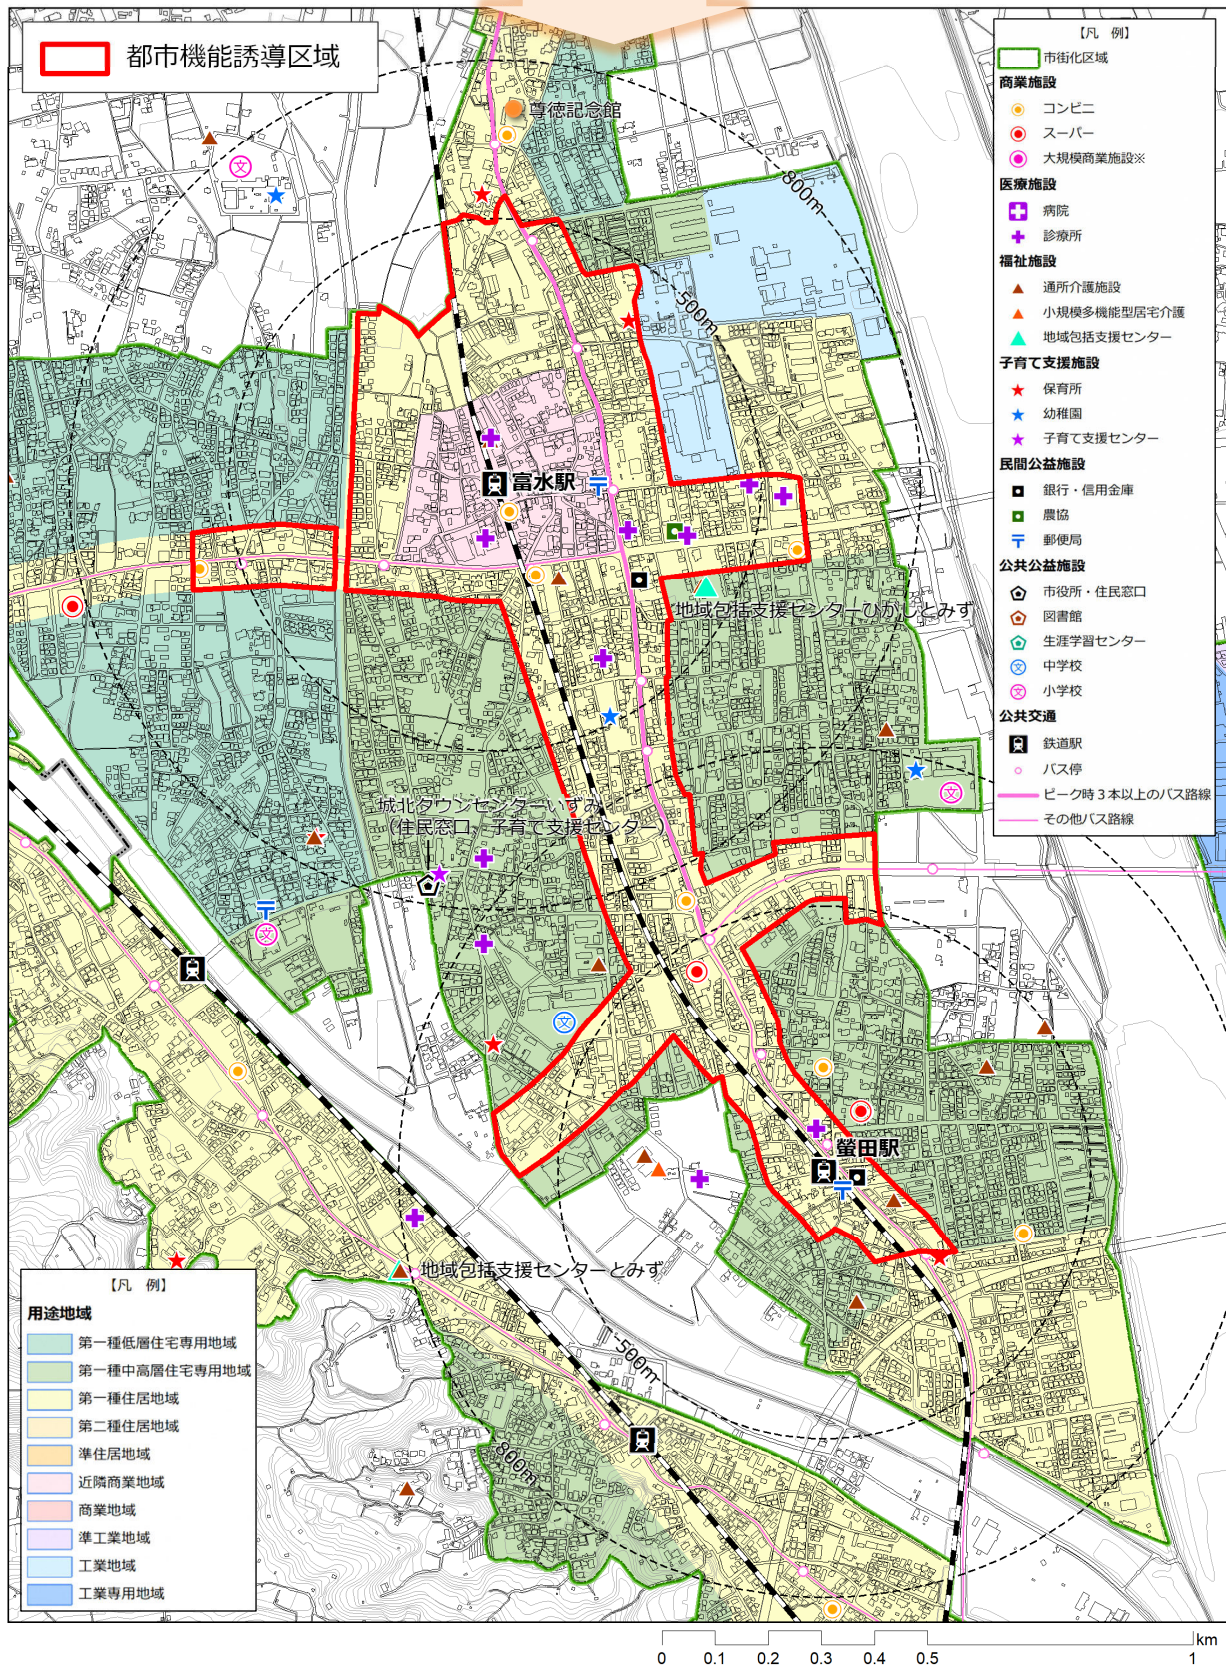 都市機能誘導区域
【凡 例】
市街化区域
商業施設
コンビニ
スーパー
大規模商業施設※
医療施設
病院
診療所
福祉施設
通所介護施設
小規模多機能型居宅介護
地域包括支援センター
子育て支援施設
保育所
幼稚園
子育て支援センター
民間公益施設
銀行・信用金庫
農協
郵便局
公共公益施設
市役所・住民窓口
図書館
生涯学習センター
文 中学校
文 小学校
公共交通
鉄道駅
バス停
ピーク時3本以上のバス路線
その他バス路線
尊徳記念館
文
800m
500m
富水駅
地域包括支援センターひがしとみず
文
城北タウンセンターいずみ
(住民窓口、子育て支援センター)
文
文
螢田駅
地域包括支援センターとみず
500m
800m
【凡 例】
用途地域
第一種低層住宅専用地域
第一種中高層住宅専用地域
第一種住居地域
第二種住居地域
準住居地域
近隣商業地域
商業地域
準工業地域
工業地域
工業専用地域
km
0 0.1 0.2 0.3 0.4 0.5 1